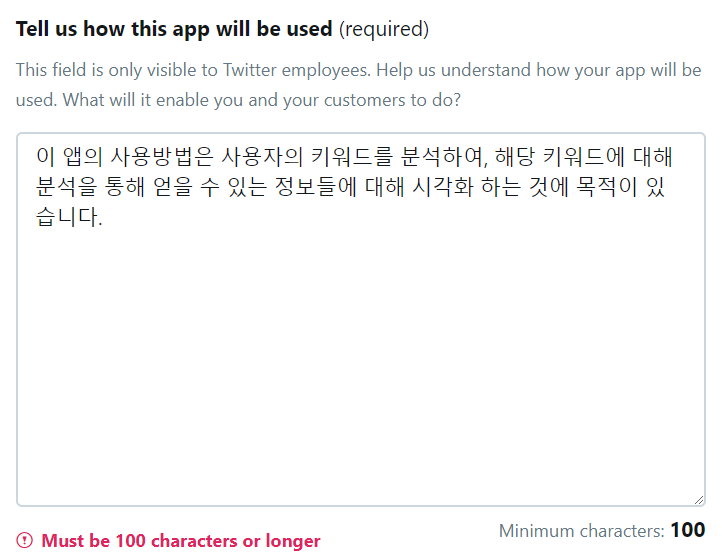 Tell us how this app will be used (required)
This field is only visible to Twitter employees. Help us understand how your app will be
used. What will it enable you and your customers to do?
이 앱의 사용방법은 사용자의 키워드를 분석하여, 해당 키워드에 대해
분석을 통해 얻을 수 있는 정보들에 대해 시각화 하는 것에 목적이 있
습니다.
Minimum characters: 100
Must be 100 characters or longer